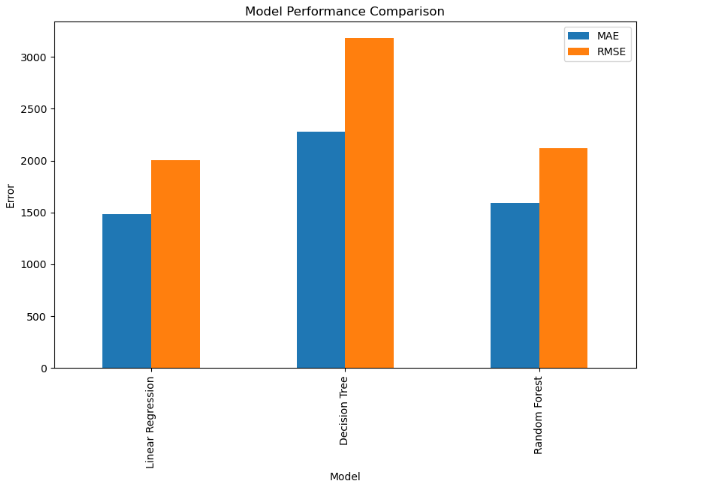 Model Performance Comparison
MAE
RMSE
3000
2500
2000
1500
1000
500
0
Error
Linear Regression
Decision Tree
Random Forest
Model